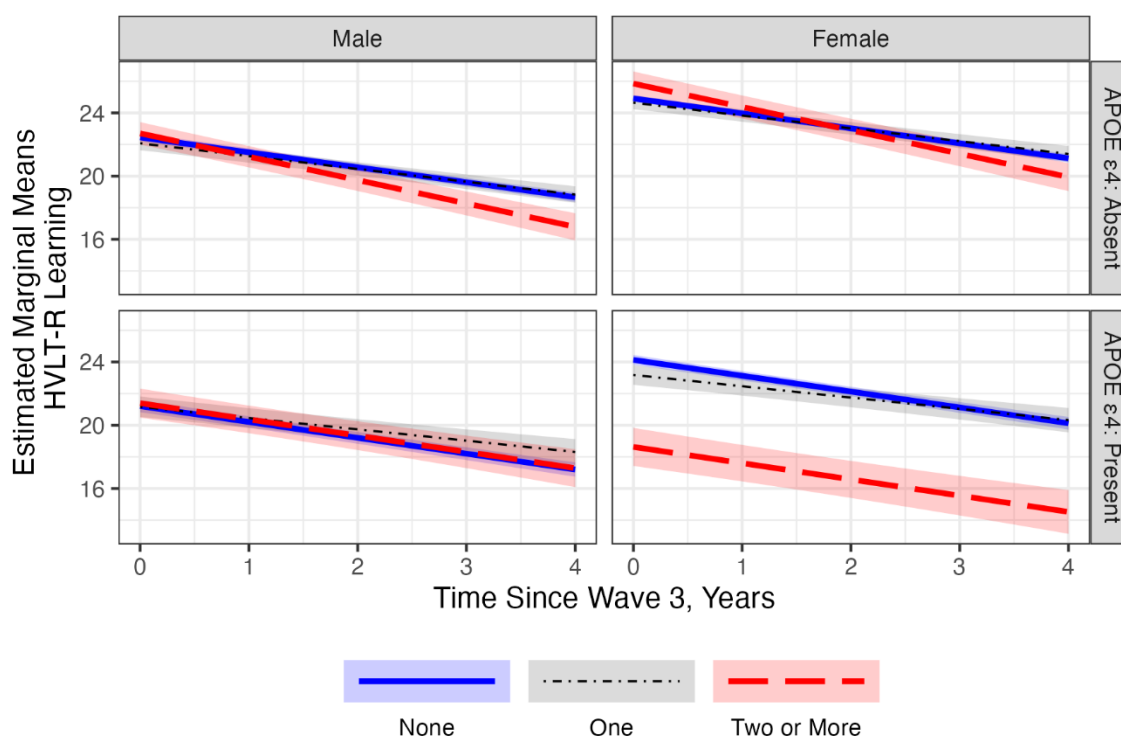 Male
Female
24
20
16
APOE ε4: Absent
24
20
16
APOE ε4: Present
Estimated Marginal Means
HVLT-R Learning
0 1 2 3 4
0 1 2 3 4
Time Since Wave 3, Years
None
One
Two or More